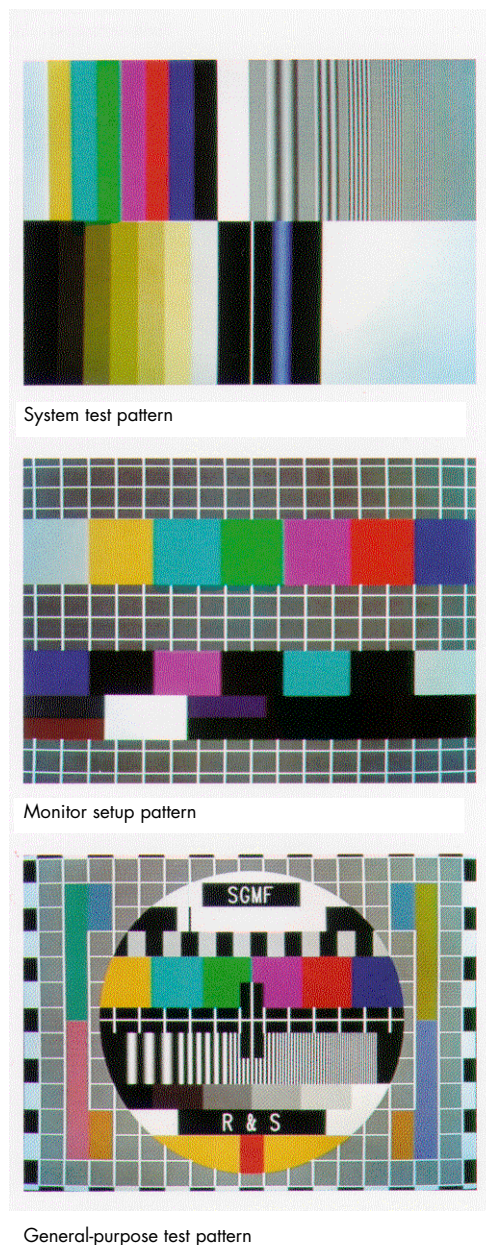 System test pattern
Monitor setup pattern
SGMF
R & S
General-purpose test pattern